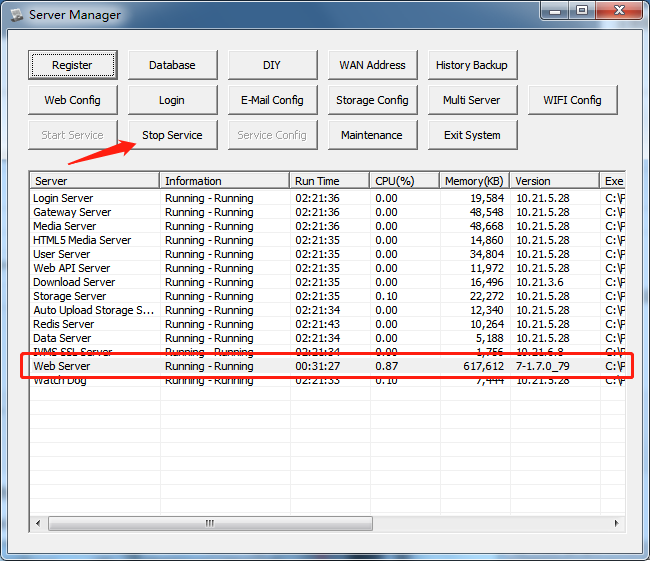 Server Manager
Register Database DIY WAN Address History Backup
Web Config Login E-Mail Config Storage Config Multi Server WIFI Config
Start Service Stop Service Service Config Maintenance Exit System
Server Information Run Time CPU(%) Memory(KB) Version Exe
Login Server Running - Running 02:21:36 0.00 19,584 10.21.5.28 C:\P
Gateway Server Running - Running 02:21:36 0.00 48,548 10.21.5.28 C:\P
Media Server Running - Running 02:21:36 0.00 48,668 10.21.5.28 C:\P
HTML5 Media Server Running - Running 02:21:35 0.00 14,860 10.21.5.28 C:\P
User Server Running - Running 02:21:35 0.00 34,804 10.21.5.28 C:\P
Web API Server Running - Running 02:21:35 0.00 11,972 10.21.5.28 C:\P
Download Server Running - Running 02:21:35 0.00 16,496 10.21.3.6 C:\P
Storage Server Running - Running 02:21:35 0.10 22,272 10.21.5.28 C:\P
Auto Upload Storage S... Running - Running 02:21:34 0.00 12,340 10.21.5.28 C:\P
Redis Server Running - Running 02:21:43 0.00 10,264 10.21.5.28 C:\P
Data Server Running - Running 02:21:34 0.00 5,188 10.21.5.28 C:\P
IVMS SSL Server Running - Running 02:21:34 0.00 1,756 10.21.6.8 C:\P
Web Server Running - Running 00:31:27 0.87 617,612 7-1.7.0_79 C:\P
Watch Dog Running - Running 02:21:33 0.10 7,444 10.21.5.28 C:\P